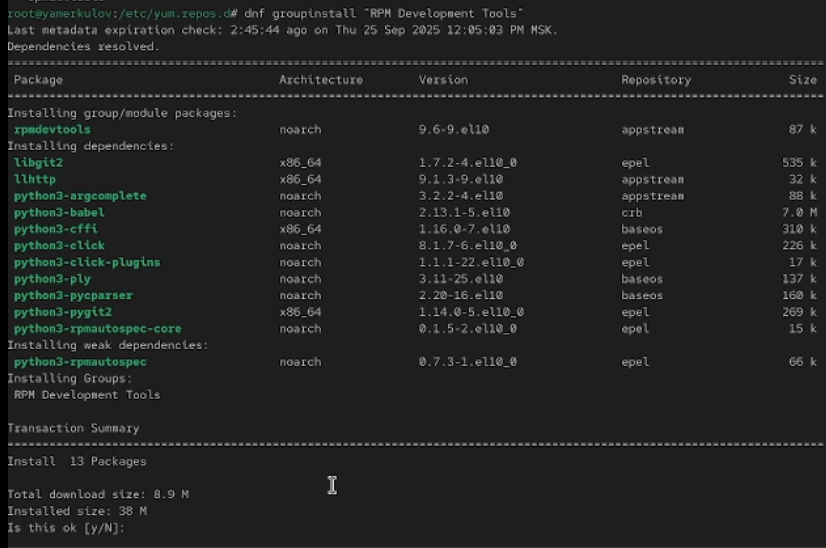 root@yamerkulov:/etc/yum.repos.d# dnf groupinstall "RPM Development Tools"
Last metadata expiration check: 2:45:44 ago on Thu 25 Sep 2025 12:05:03 PM MSK.
Dependencies resolved.
Package Architecture Version Repository Size
Installing group/module packages:
rpmdevtools noarch 9.6-9.el10 appstream 87 k
Installing dependencies:
libgit2 x86_64 1.7.2-4.el10_0 epel 535 k
llhttp x86_64 9.1.3-9.el10 appstream 32 k
python3-argcomplete noarch 3.2.2-4.el10 appstream 88 k
python3-babel noarch 2.13.1-5.el10 crb 7.0 M
python3-cffi x86_64 1.16.0-7.el10 baseos 310 k
python3-click noarch 8.1.7-6.el10_0 epel 226 k
python3-click-plugins noarch 1.1.1-22.el10_0 epel 17 k
python3-ply noarch 3.11-25.el10 baseos 137 k
python3-pycparser noarch 2.20-16.el10 baseos 160 k
python3-pygit2 x86_64 1.14.0-5.el10_0 epel 269 k
python3-rpmautospec-core noarch 0.1.5-2.el10_0 epel 15 k
Installing weak dependencies:
python3-rpmautospec noarch 0.7.3-1.el10_0 epel 66 k
Installing Groups:
RPM Development Tools
Transaction Summary
Install 13 Packages
Total download size: 8.9 M
Installed size: 38 M
Is this ok [y/N]: